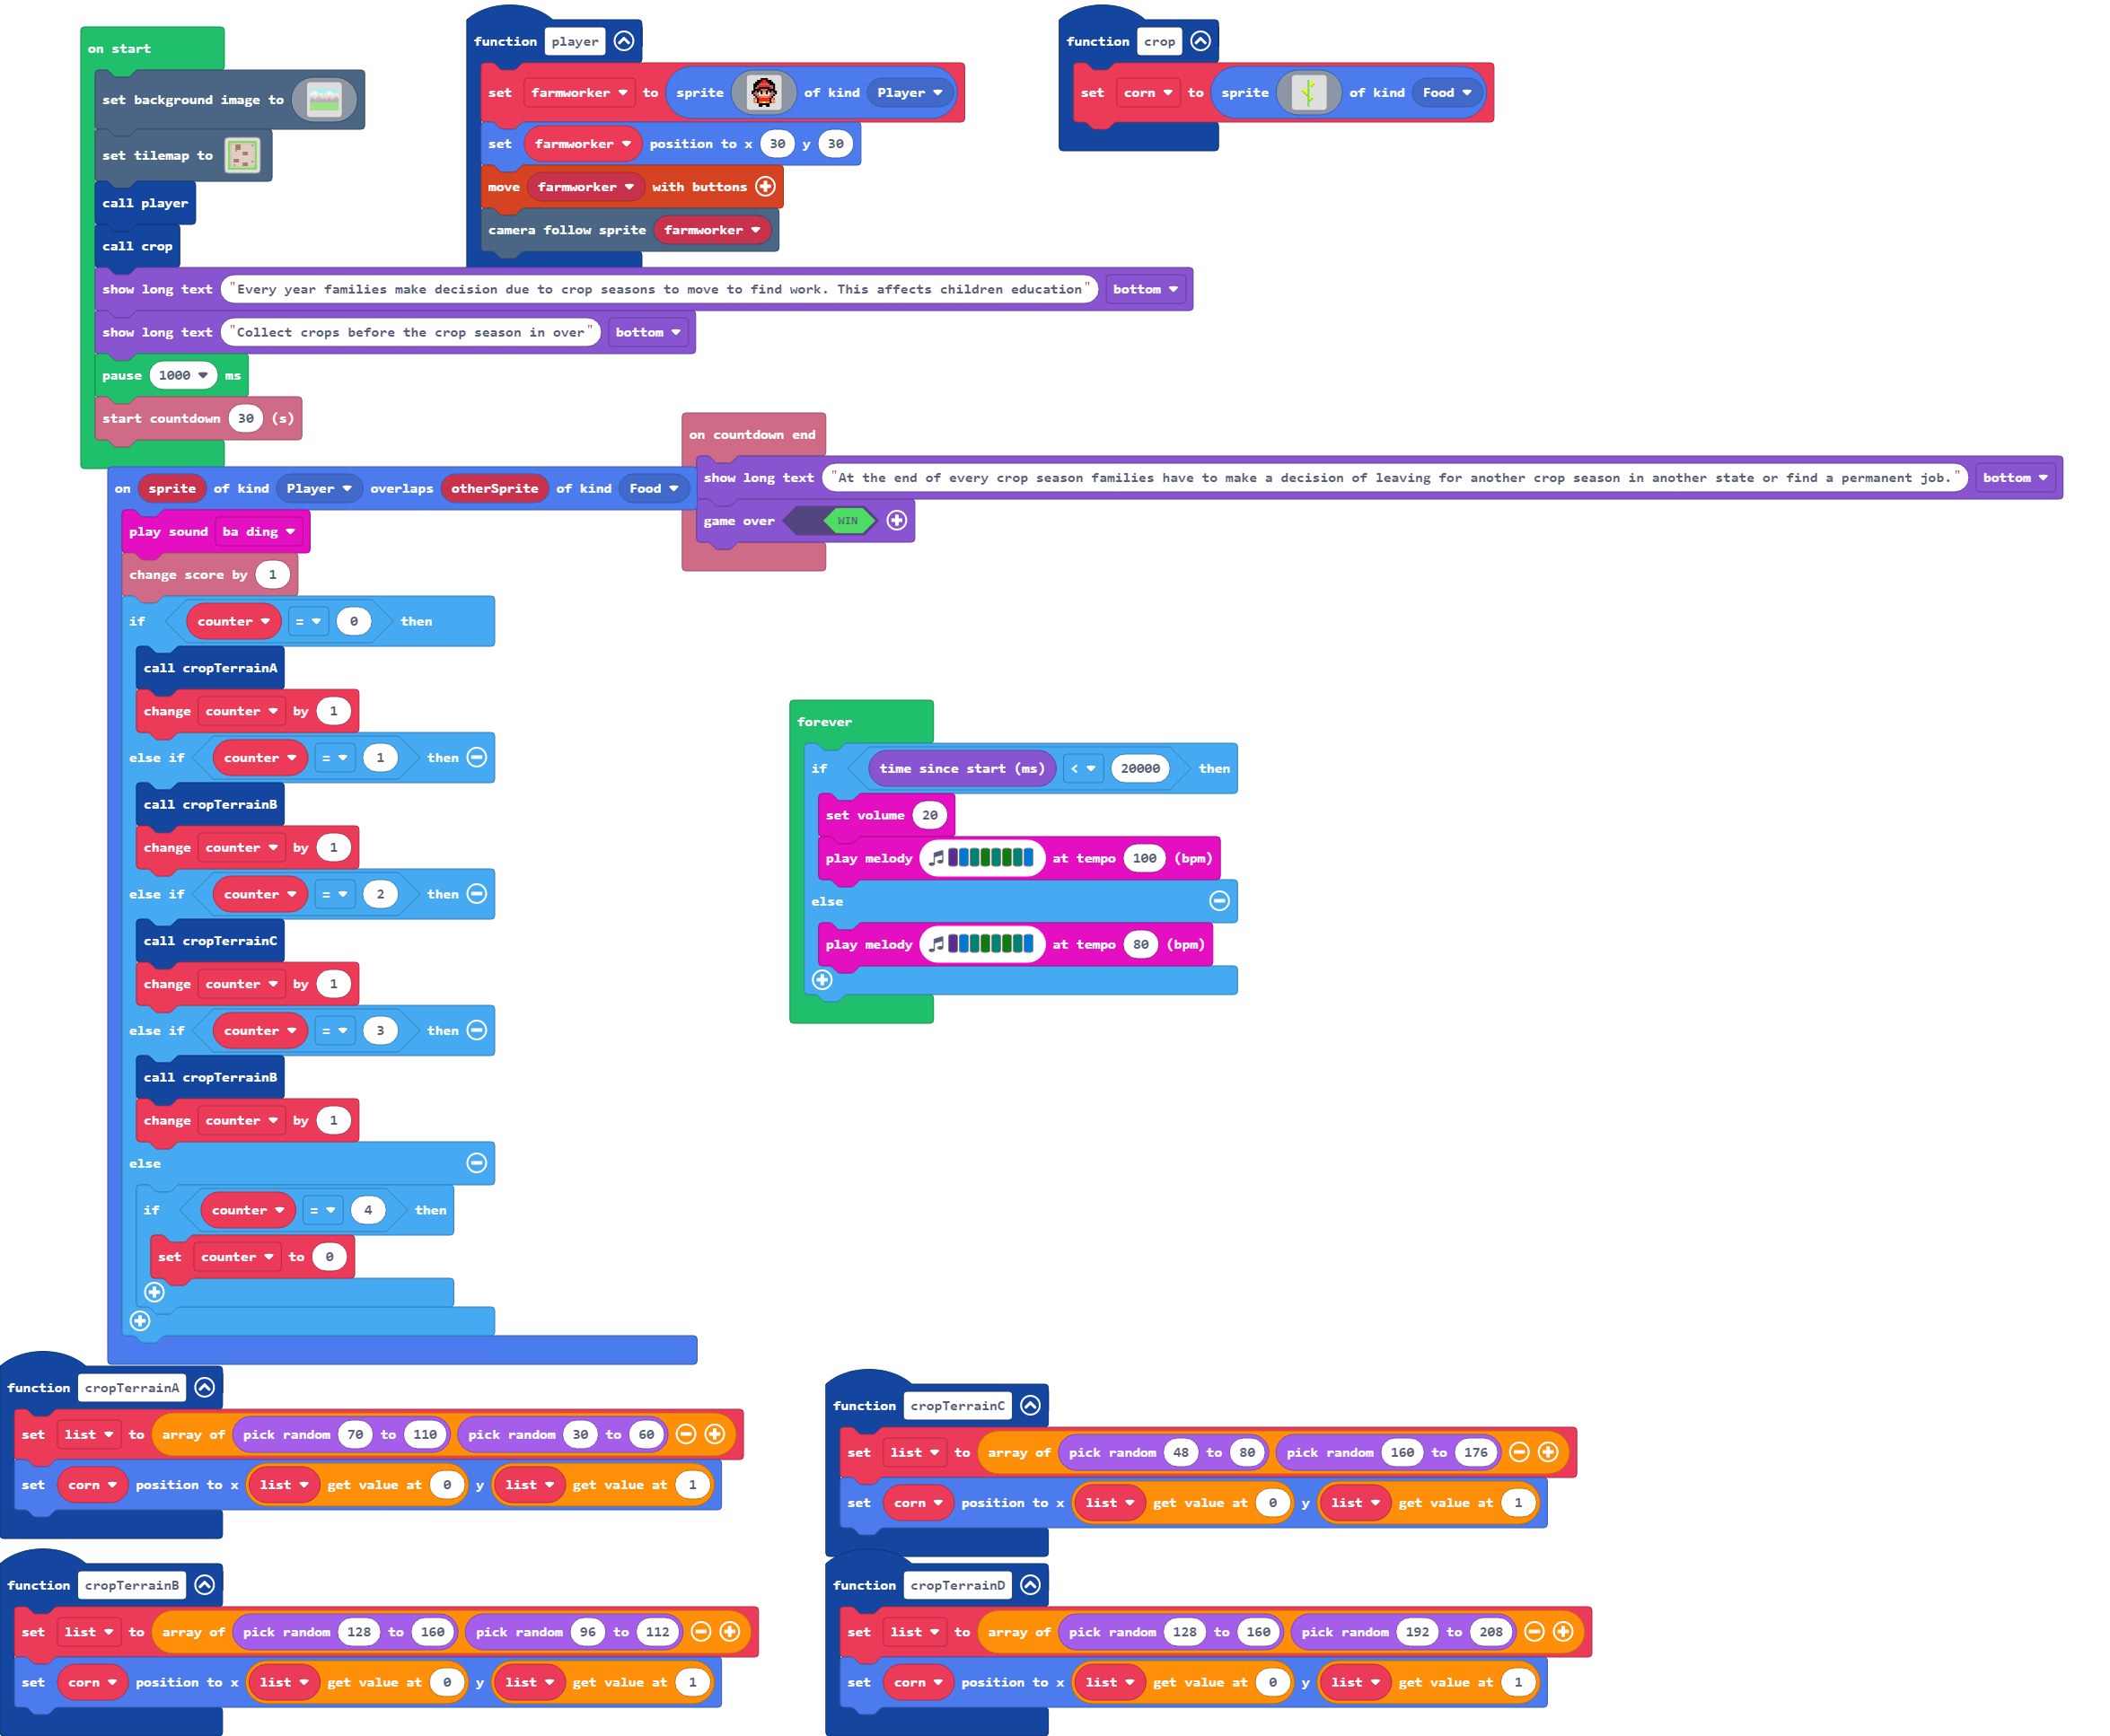 on start
set background image to
set tilemap to
call player
call crop
show long text "Every year families make decision due to crop seasons to move to find work. This affects children education" bottom
show long text "Collect crops before the crop season in over" bottom
pause 1000 ms
start countdown 30 (s)
function player
set farmworker to sprite of kind Player
set farmworker position to x 30 y 30
move farmworker with buttons
camera follow sprite farmworker
function crop
set corn to sprite of kind Food
on countdown end
show long text "At the end of every crop season families have to make a decision of leaving for another crop season in another state or find a permanent job." bottom
game over WIN
on sprite of kind Player overlaps otherSprite of kind Food
play sound ba ding
change score by 1
if counter = 0 then
call cropTerrainA
change counter by 1
else if counter = 1 then
call cropTerrainB
change counter by 1
else if counter = 2 then
call cropTerrainC
change counter by 1
else if counter = 3 then
call cropTerrainB
change counter by 1
else
if counter = 4 then
set counter to 0
forever
if time since start (ms) < 20000 then
set volume 20
play melody at tempo 100 (bpm)
else
play melody at tempo 80 (bpm)
function cropTerrainA
set list to array of pick random 70 to 110 pick random 30 to 60
set corn position to x list get value at 0 y list get value at 1
function cropTerrainC
set list to array of pick random 48 to 80 pick random 160 to 176
set corn position to x list get value at 0 y list get value at 1
function cropTerrainB
set list to array of pick random 128 to 160 pick random 96 to 112
set corn position to x list get value at 0 y list get value at 1
function cropTerrainD
set list to array of pick random 128 to 160 pick random 192 to 208
set corn position to x list get value at 0 y list get value at 1